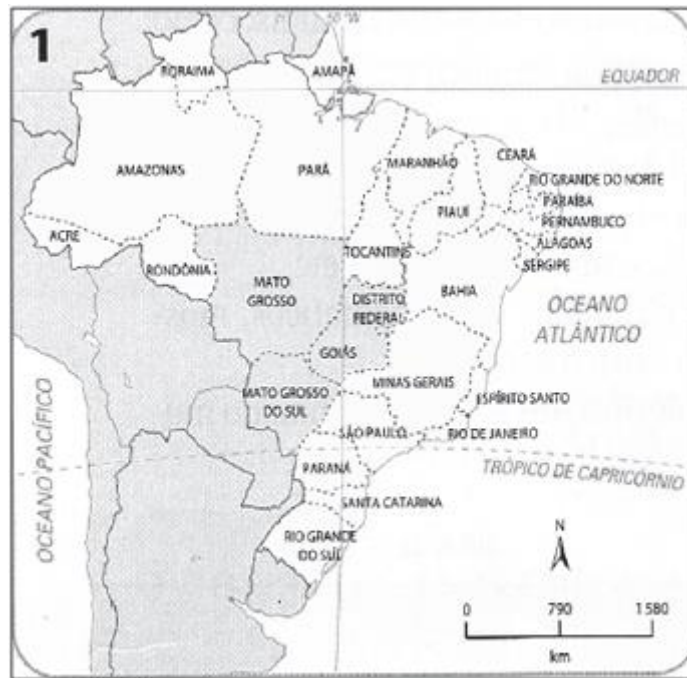 1
50 °W
RORAIMA
AMAPÁ
EQUADOR
AMAZONAS
PARÁ
MARANHÃO
CEARÁ
RIO GRANDE DO NORTE
PARAÍBA
PIAUÍ
PERNAMBUCO
ACRE
ALAGOAS
TOCANTINS
SERGIPE
RONDÔNIA
MATO
GROSSO
BAHIA
DISTRITO
FEDERAL
OCEANO
ATLÂNTICO
GOIÁS
MINAS GERAIS
MATO GROSSO
DO SUL
ESPÍRITO SANTO
SÃO PAULO
RIO DE JANEIRO
OCEANO PACÍFICO
PARANÁ
TRÓPICO DE CAPRICÓRNIO
SANTA CATARINA
RIO GRANDE
DO SUL
N
0 790 1 580
km